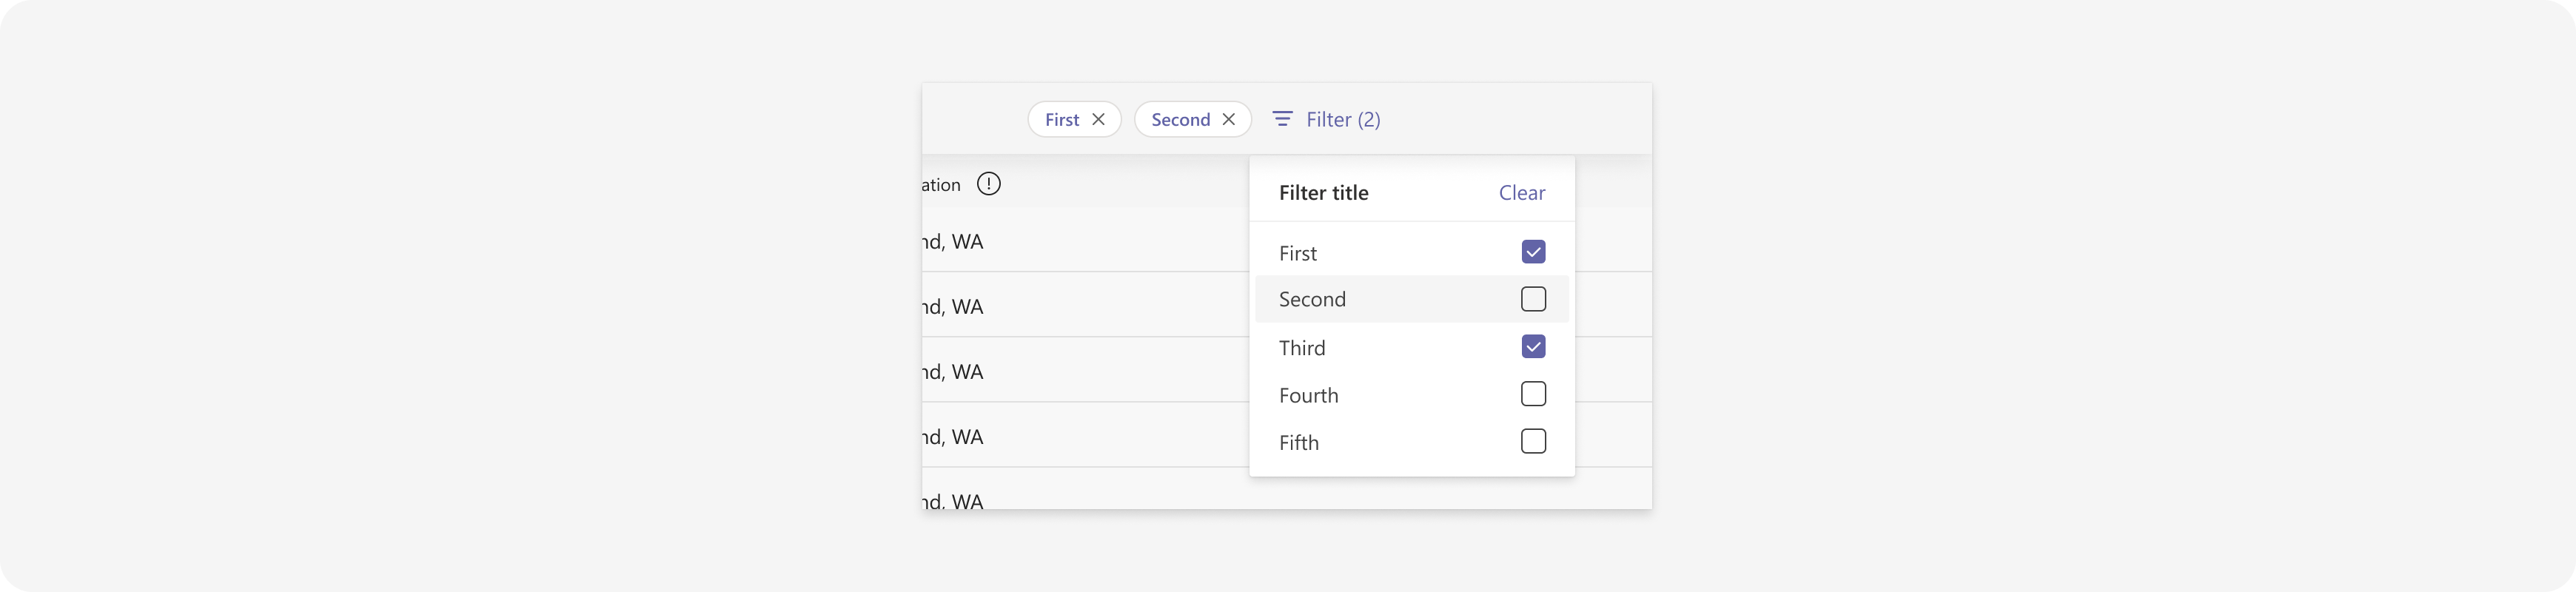 First Second Filter (2)
ation
Filter title Clear
First
Second
Third
Fourth
Fifth
nd, WA
nd, WA
nd, WA
nd, WA
nd, WA